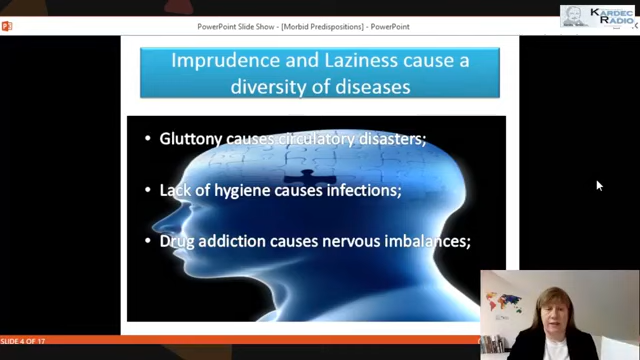 PowerPoint Slide Show - [Morbid Predispositions] - PowerPoint
KARDEC
RADIO
Imprudence and Laziness cause a
diversity of diseases
• Gluttony causes circulatory disasters;
• Lack of hygiene causes infections;
• Drug addiction causes nervous imbalances;
SLIDE 4 OF 17